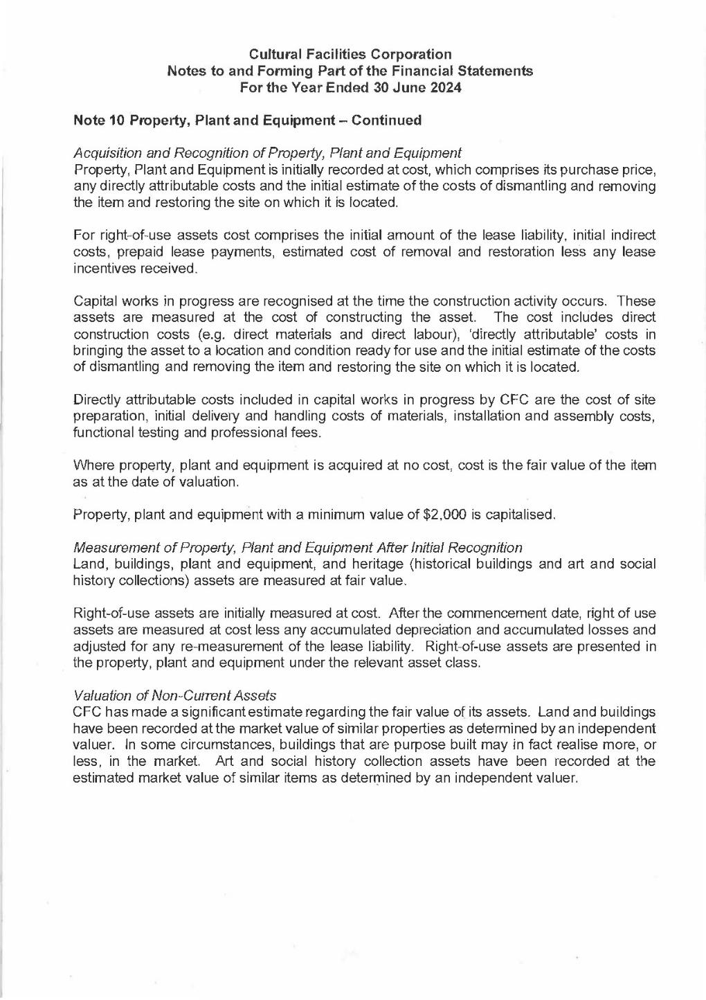 Cultural Facilities Corporation
Notes to and Forming Part of the Financial Statements
For the Year Ended 30 June 2024
Note 10 Property, Plant and Equipment – Continued
Acquisition and Recognition of Property, Plant and Equipment
Property, Plant and Equipment is initially recorded at cost, which comprises its purchase price,
any directly attributable costs and the initial estimate of the costs of dismantling and removing
the item and restoring the site on which it is located.
For right-of-use assets cost comprises the initial amount of the lease liability, initial indirect
costs, prepaid lease payments, estimated cost of removal and restoration less any lease
incentives received.
Capital works in progress are recognised at the time the construction activity occurs. These
assets are measured at the cost of constructing the asset. The cost includes direct
construction costs (e.g. direct materials and direct labour), ‘directly attributable’ costs in
bringing the asset to a location and condition ready for use and the initial estimate of the costs
of dismantling and removing the item and restoring the site on which it is located.
Directly attributable costs included in capital works in progress by CFC are the cost of site
preparation, initial delivery and handling costs of materials, installation and assembly costs,
functional testing and professional fees.
Where property, plant and equipment is acquired at no cost, cost is the fair value of the item
as at the date of valuation.
Property, plant and equipment with a minimum value of $2,000 is capitalised.
Measurement of Property, Plant and Equipment After Initial Recognition
Land, buildings, plant and equipment, and heritage (historical buildings and art and social
history collections) assets are measured at fair value.
Right-of-use assets are initially measured at cost. After the commencement date, right of use
assets are measured at cost less any accumulated depreciation and accumulated losses and
adjusted for any re-measurement of the lease liability. Right-of-use assets are presented in
the property, plant and equipment under the relevant asset class.
Valuation of Non-Current Assets
CFC has made a significant estimate regarding the fair value of its assets. Land and buildings
have been recorded at the market value of similar properties as determined by an independent
valuer. In some circumstances, buildings that are purpose built may in fact realise more, or
less, in the market. Art and social history collection assets have been recorded at the
estimated market value of similar items as determined by an independent valuer.